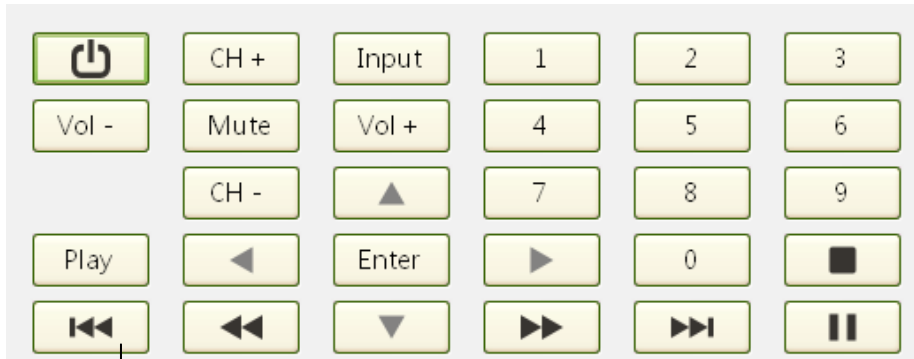 CH + Input 1 2 3
Vol - Mute Vol + 4 5 6
CH - 7 8 9
Play Enter 0